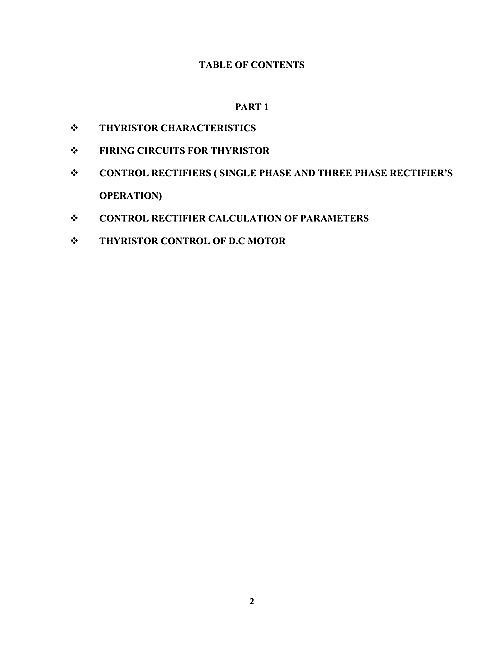 TABLE OF CONTENTS
PART 1
❖ THYRISTOR CHARACTERISTICS
❖ FIRING CIRCUITS FOR THYRISTOR
❖ CONTROL RECTIFIERS ( SINGLE PHASE AND THREE PHASE RECTIFIER'S
OPERATION)
❖ CONTROL RECTIFIER CALCULATION OF PARAMETERS
❖ THYRISTOR CONTROL OF D.C MOTOR
2